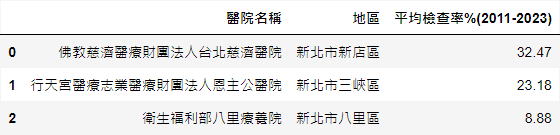 醫院名稱 地區 平均檢查率%(2011-2023)
0 佛教慈濟醫療財團法人台北慈濟醫院 新北市新店區 32.47
1 行天宮醫療志業醫療財團法人恩主公醫院 新北市三峽區 23.18
2 衛生福利部八里療養院 新北市八里區 8.88